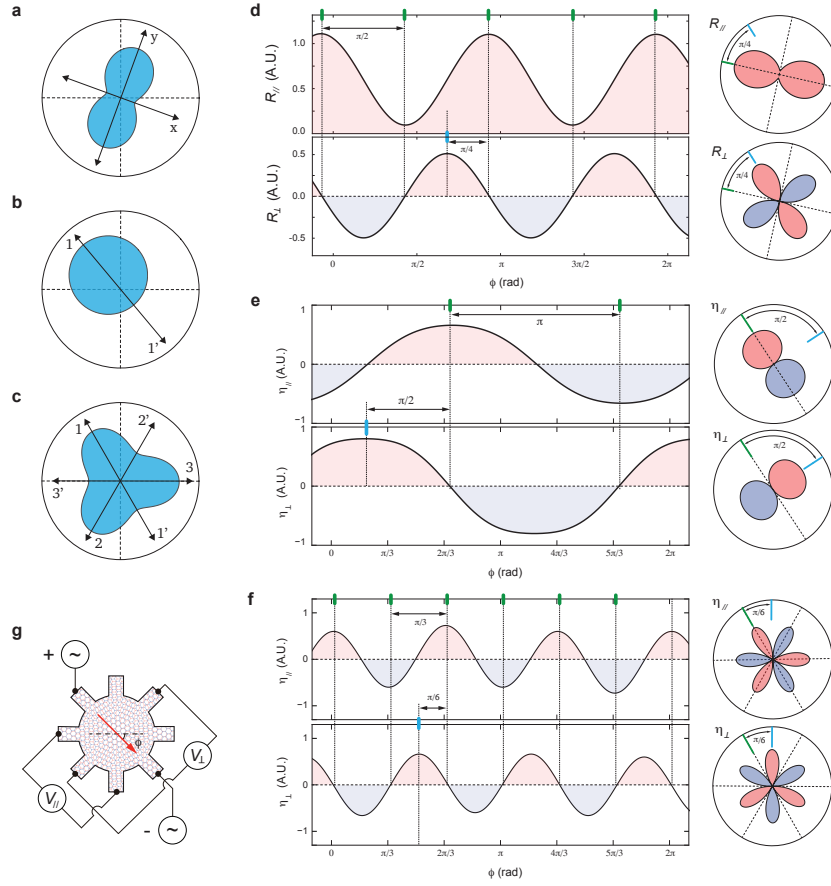 a
y
x
b
1
1'
c
1
2'
3
3'
2
1'
g
+
~
ϕ
V⊥
V//
-
~
d
R// (A.U.)
1.0
0.5
0.0
π/2
π/4
R⊥ (A.U.)
0.5
0.0
-0.5
0
π/2
π
3π/2
2π
ϕ (rad)
R//
π/4
R⊥
π/4
e
η// (A.U.)
1
0
-1
π
π/2
η⊥ (A.U.)
1
0
-1
0
π/3
2π/3
π
4π/3
5π/3
2π
ϕ (rad)
η//
π/2
η⊥
π/2
f
η// (A.U.)
1
0
-1
π/3
π/6
η⊥ (A.U.)
1
0
-1
0
π/3
2π/3
π
4π/3
5π/3
2π
ϕ (rad)
η//
π/6
η⊥
π/6